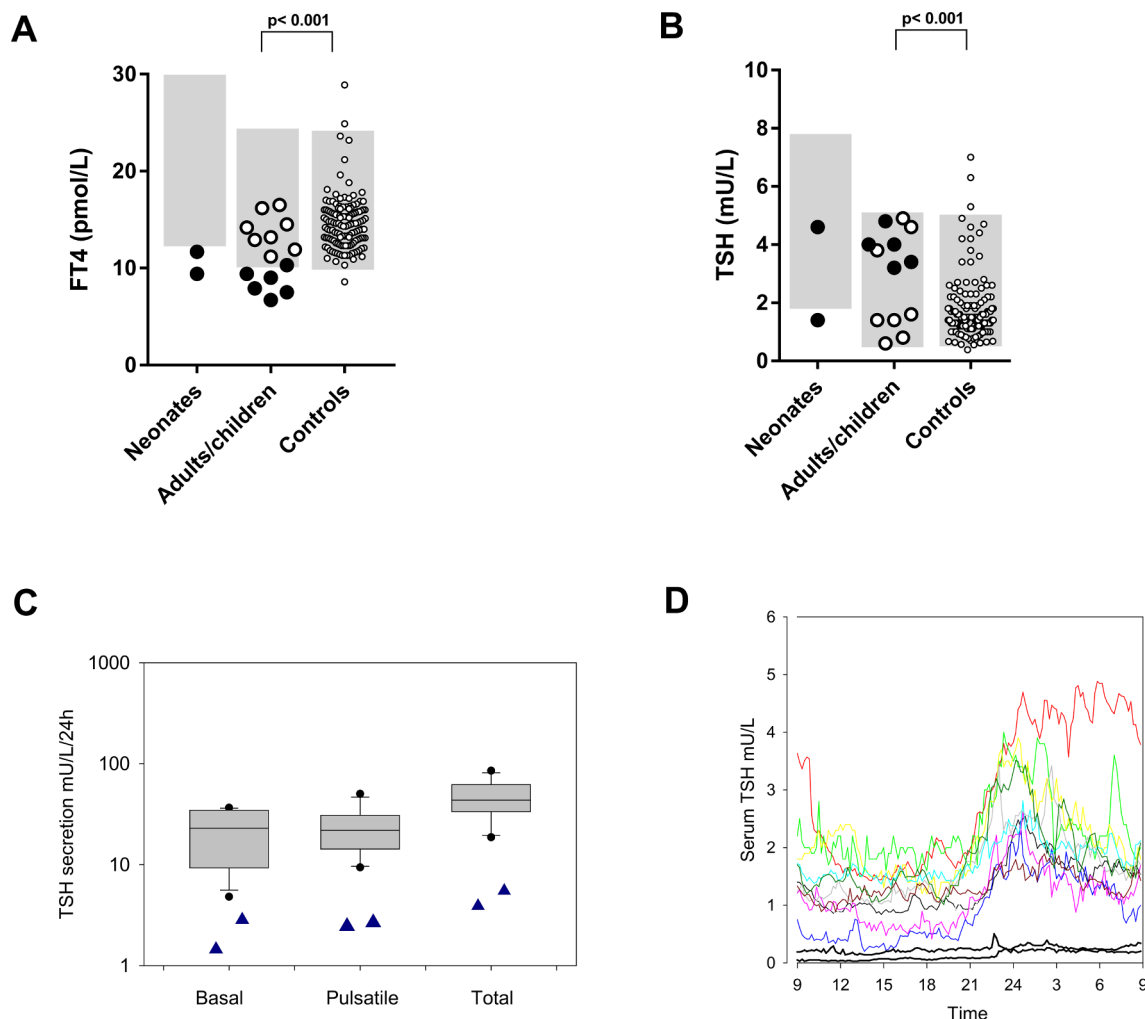 A
p< 0.001
FT4 (pmol/L)
30
20
10
0
Neonates
Adults/children
Controls
B
p< 0.001
TSH (mU/L)
10
8
6
4
2
0
Neonates
Adults/children
Controls
C
TSH secretion mU/L/24h
1000
100
10
1
Basal Pulsatile Total
D
Serum TSH mU/L
6
5
4
3
2
1
0
9 12 15 18 21 24 3 6 9
Time